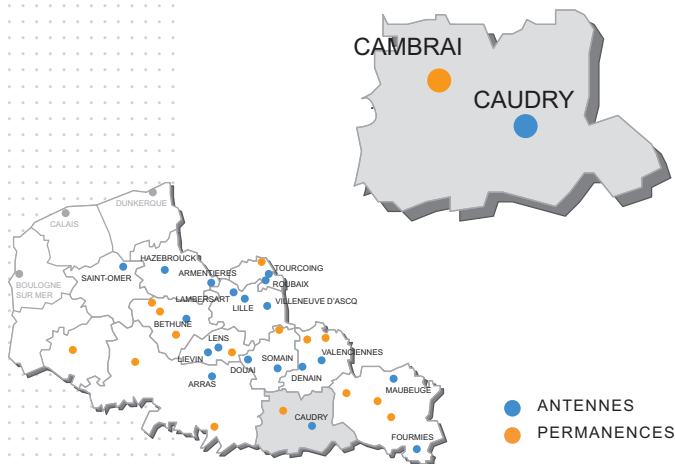 CAMBRAI
CAUDRY
DUNKERQUE
CALAIS
HAZEBROUCK
TOURCOING
SAINT-OMER
ARMENTIERES
ROUBAIX
BOULOGNE
SUR MER
LAMBERSART
LILLE
VILLENEUVE D'ASCQ
BETHUNE
LENS
VALENCIENNES
LIEVIN
SOMAIN
DOUAI
DENAIN
ARRAS
MAUBEUGE
CAUDRY
FOURMIES
ANTENNES
PERMANENCES